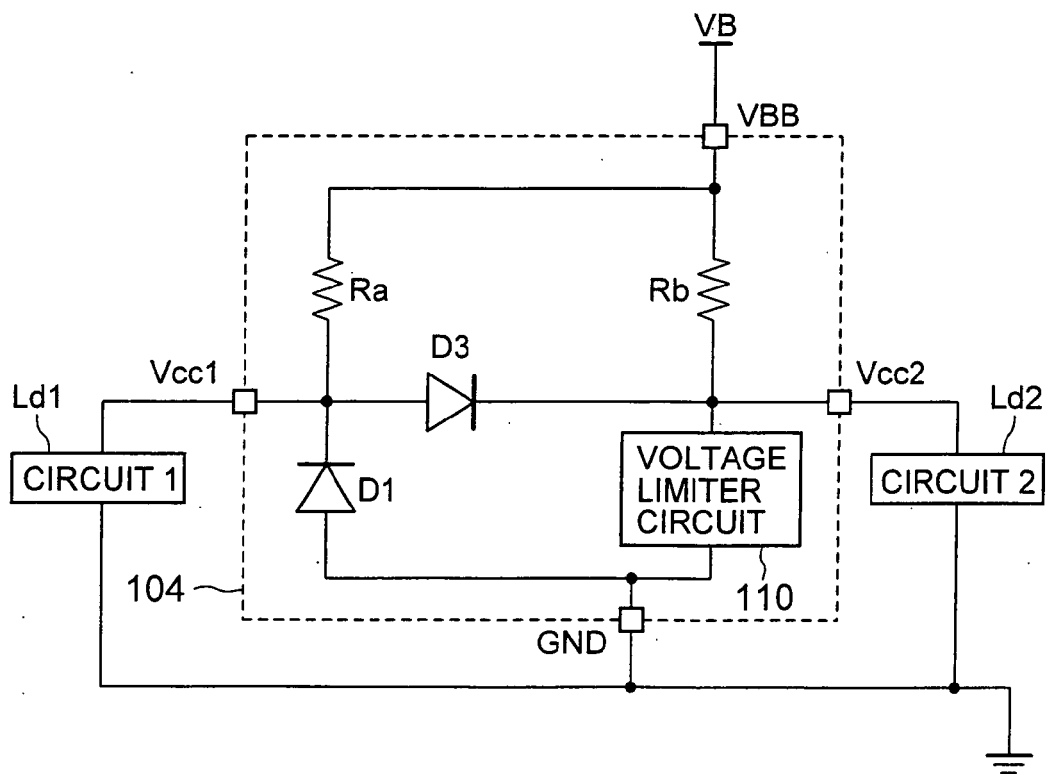 VB
VBB
Ra
Rb
D3
Vcc1
Vcc2
Ld1
Ld2
CIRCUIT 1
VOLTAGE
LIMITER
CIRCUIT
CIRCUIT 2
D1
104
110
GND